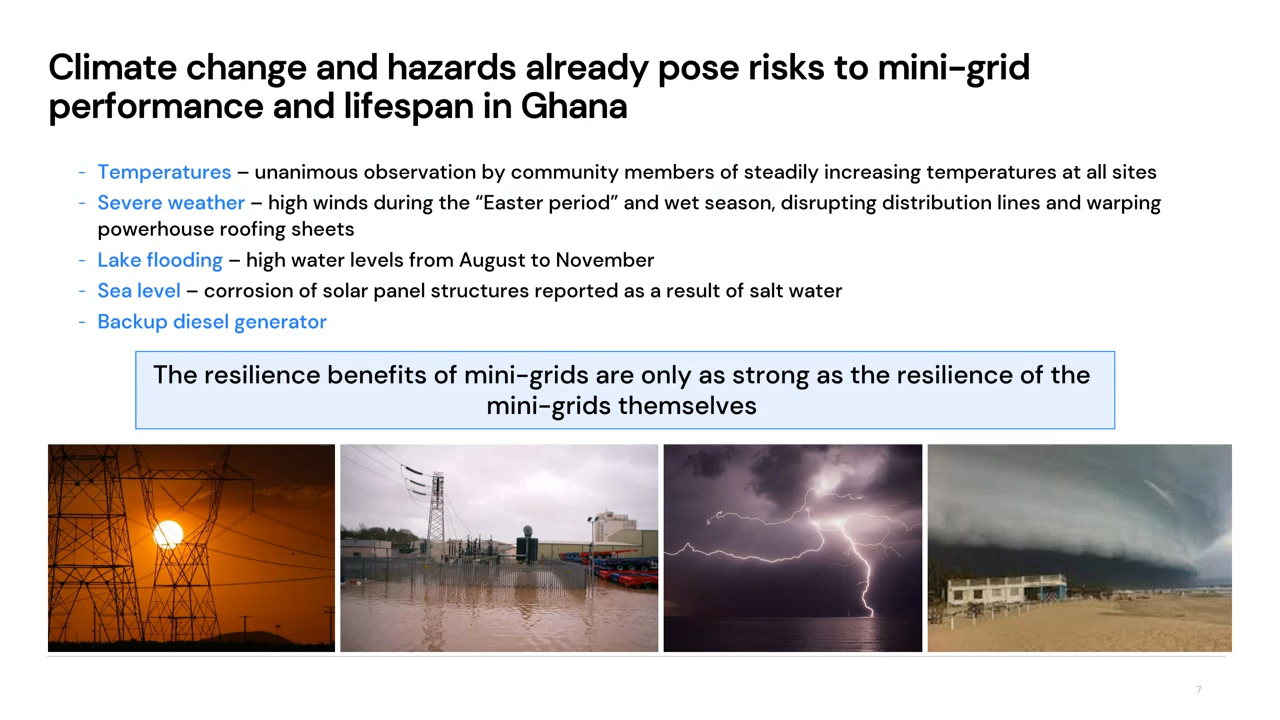 Climate change and hazards already pose risks to mini-grid
performance and lifespan in Ghana
- Temperatures – unanimous observation by community members of steadily increasing temperatures at all sites
- Severe weather – high winds during the “Easter period” and wet season, disrupting distribution lines and warping
powerhouse roofing sheets
- Lake flooding – high water levels from August to November
- Sea level – corrosion of solar panel structures reported as a result of salt water
- Backup diesel generator
The resilience benefits of mini-grids are only as strong as the resilience of the
mini-grids themselves
7